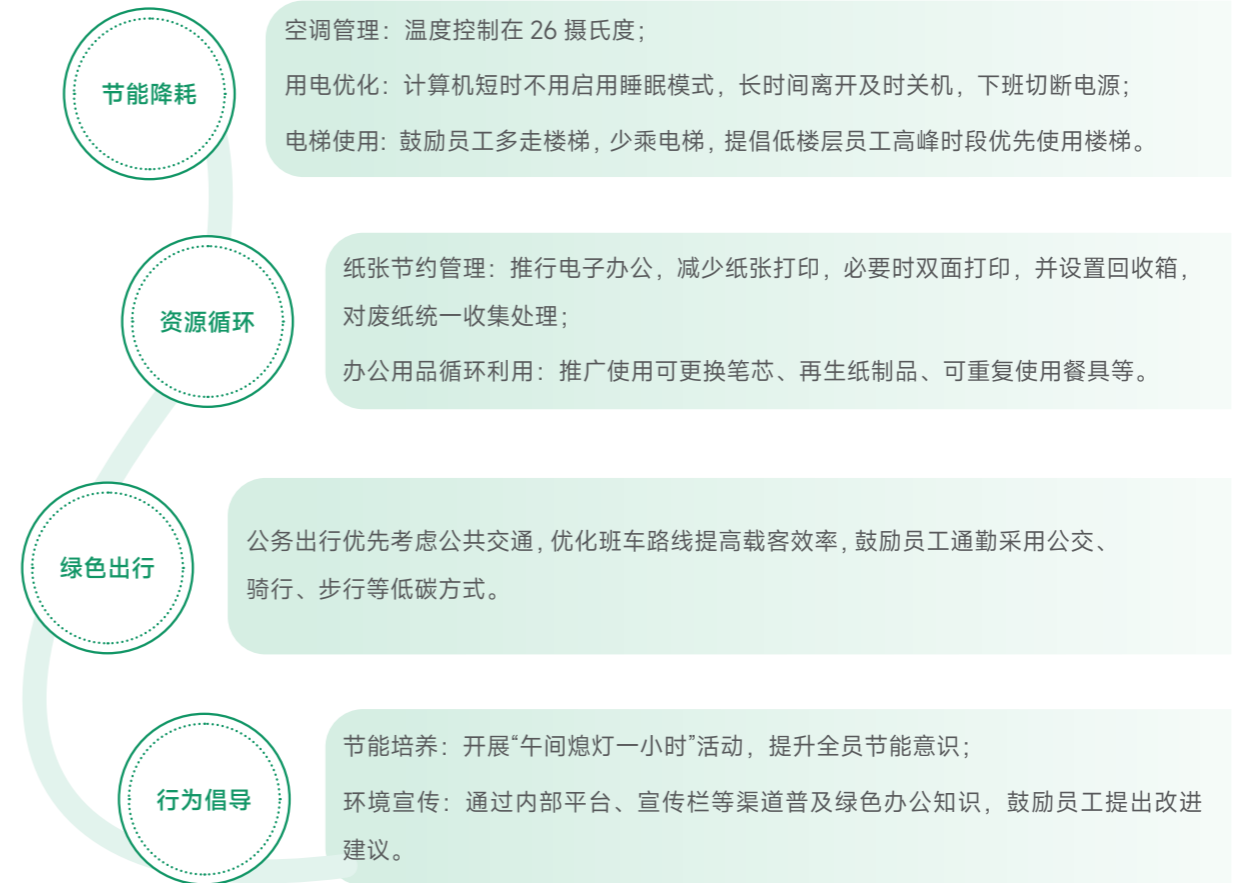 节能降耗
空调管理：温度控制在 26 摄氏度；
用电优化：计算机短时不用启用睡眠模式，长时间离开及时关机，下班切断电源；
电梯使用：鼓励员工多走楼梯，少乘电梯，提倡低楼层员工高峰时段优先使用楼梯。
资源循环
纸张节约管理：推行电子办公，减少纸张打印，必要时双面打印，并设置回收箱，
对废纸统一收集处理；
办公用品循环利用：推广使用可更换笔芯、再生纸制品、可重复使用餐具等。
绿色出行
公务出行优先考虑公共交通，优化班车路线提高载客效率，鼓励员工通勤采用公交、
骑行、步行等低碳方式。
行为倡导
节能培养：开展“午间熄灯一小时”活动，提升全员节能意识；
环境宣传：通过内部平台、宣传栏等渠道普及绿色办公知识，鼓励员工提出改进
建议。